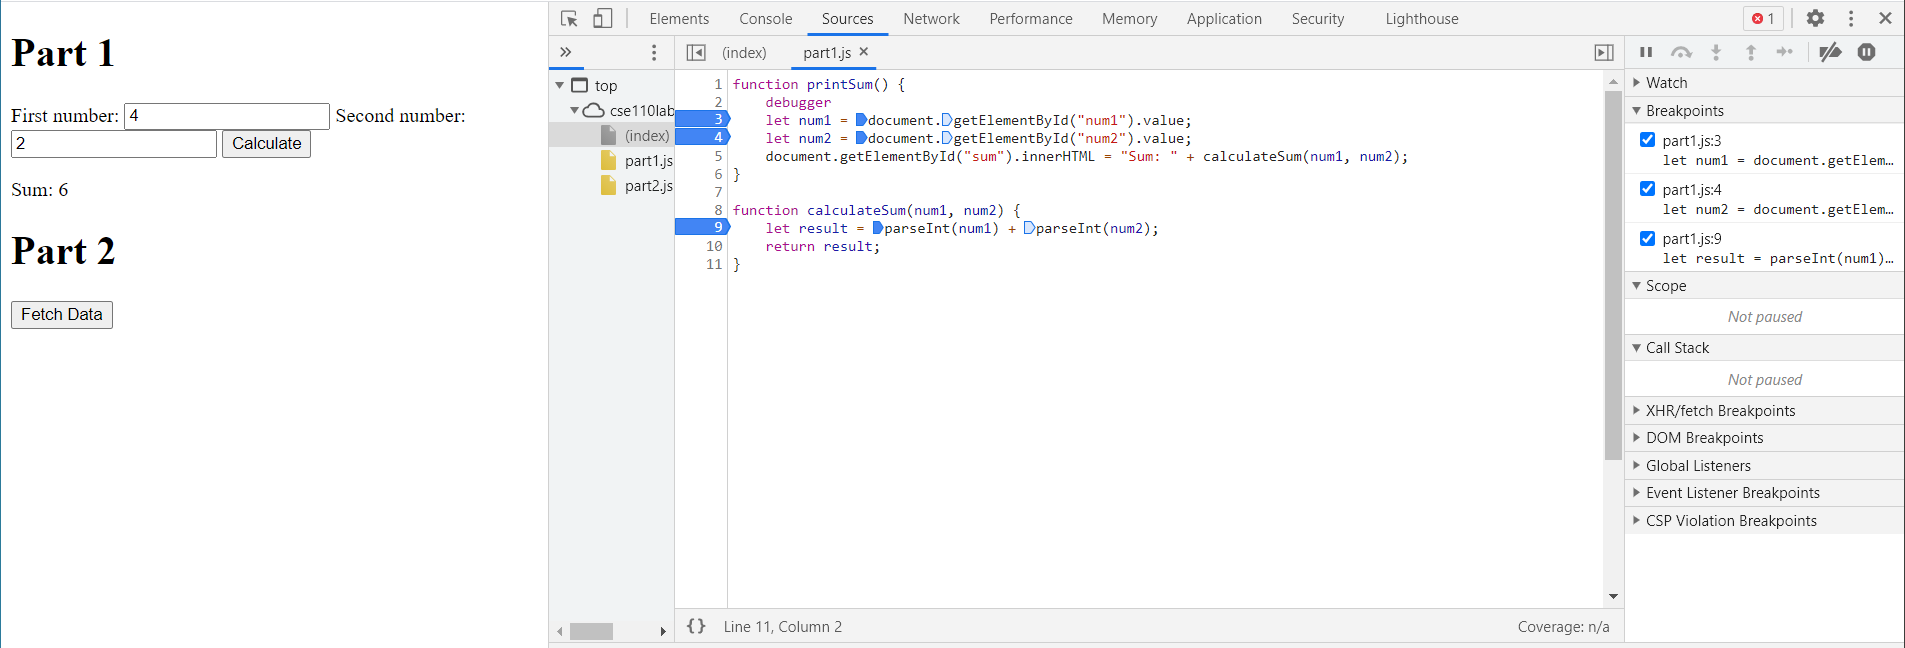 Part 1
First number: 4 Second number:
2 Calculate
Sum: 6
Part 2
Fetch Data
Elements Console Sources Network Performance Memory Application Security Lighthouse 1
» (index) part1.js ×
top
cse110lab
(index)
part1.js
part2.js
1 function printSum() {
2 debugger
3 let num1 = document.getElementById("num1").value;
4 let num2 = document.getElementById("num2").value;
5 document.getElementById("sum").innerHTML = "Sum: " + calculateSum(num1, num2);
6 }
7
8 function calculateSum(num1, num2) {
9 let result = parseInt(num1) + parseInt(num2);
10 return result;
11 }
{} Line 11, Column 2 Coverage: n/a
Watch
Breakpoints
part1.js:3
let num1 = document.getElem…
part1.js:4
let num2 = document.getElem…
part1.js:9
let result = parseInt(num1)…
Scope
Not paused
Call Stack
Not paused
XHR/fetch Breakpoints
DOM Breakpoints
Global Listeners
Event Listener Breakpoints
CSP Violation Breakpoints